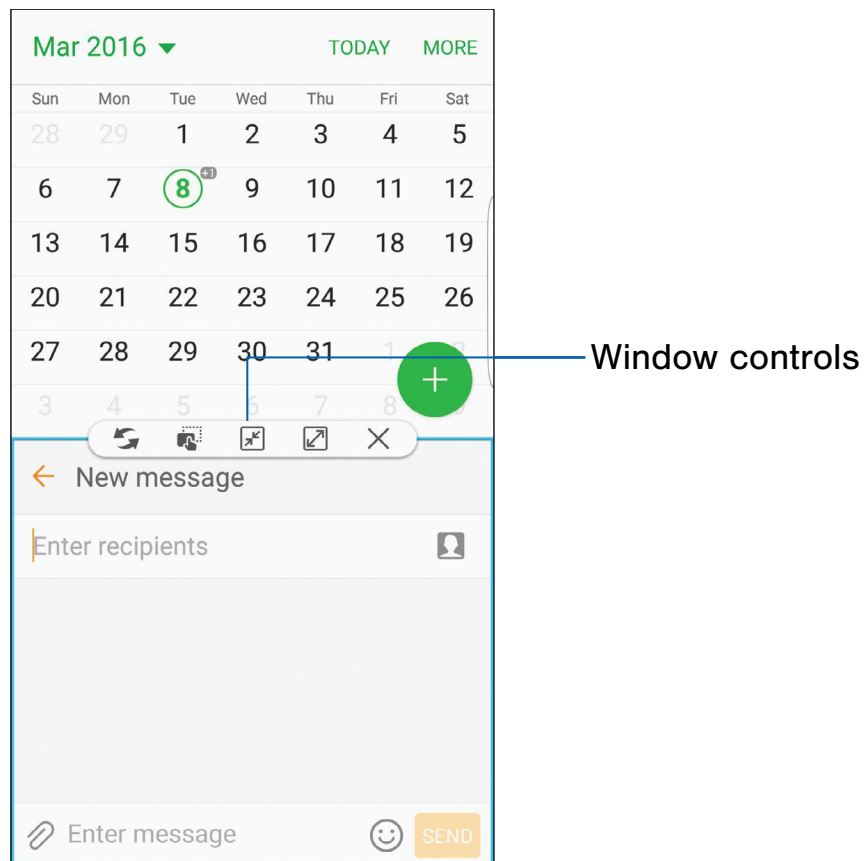 Mar 2016 TODAY MORE
Sun Mon Tue Wed Thu Fri Sat
28 29 1 2 3 4 5
6 7 8 +1 9 10 11 12
13 14 15 16 17 18 19
20 21 22 23 24 25 26
27 28 29 30 31 1 2
Window controls
3 4 5 6 7 8 9
New message
Enter recipients
Enter message SEND